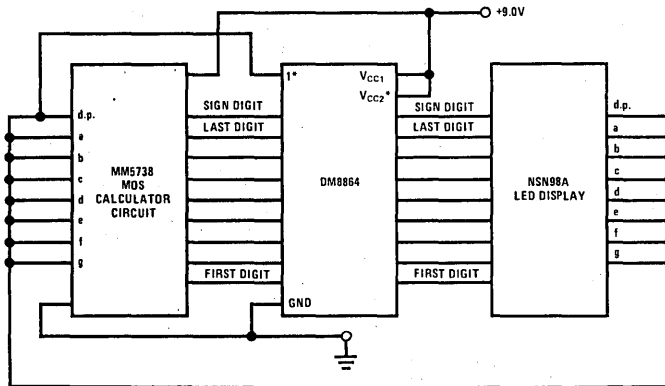 +9.0V
1*
VCC1
VCC2*
d.p.
SIGN DIGIT
SIGN DIGIT
d.p.
a
LAST DIGIT
LAST DIGIT
a
b
b
c
MM5738
MOS
CALCULATOR
CIRCUIT
DM8864
NSN98A
LED DISPLAY
c
d
d
e
e
f
f
g
g
FIRST DIGIT
FIRST DIGIT
GND